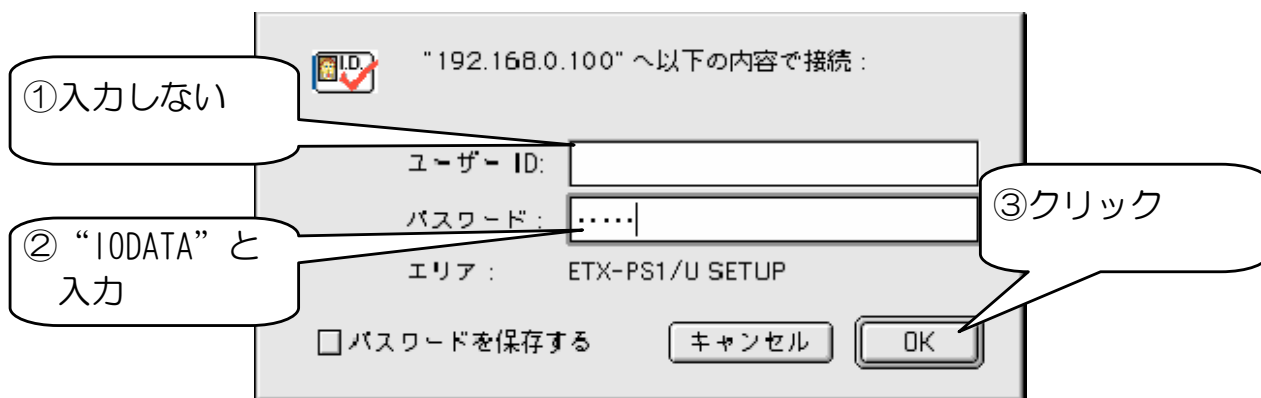 "192.168.0.100" へ以下の内容で接続 :
①入力しない
ユーザー ID:
パスワード : ·····
② “IODATA” と
入力
③クリック
エリア : ETX-PS1/U SETUP
パスワードを保存する キャンセル OK
I.D.